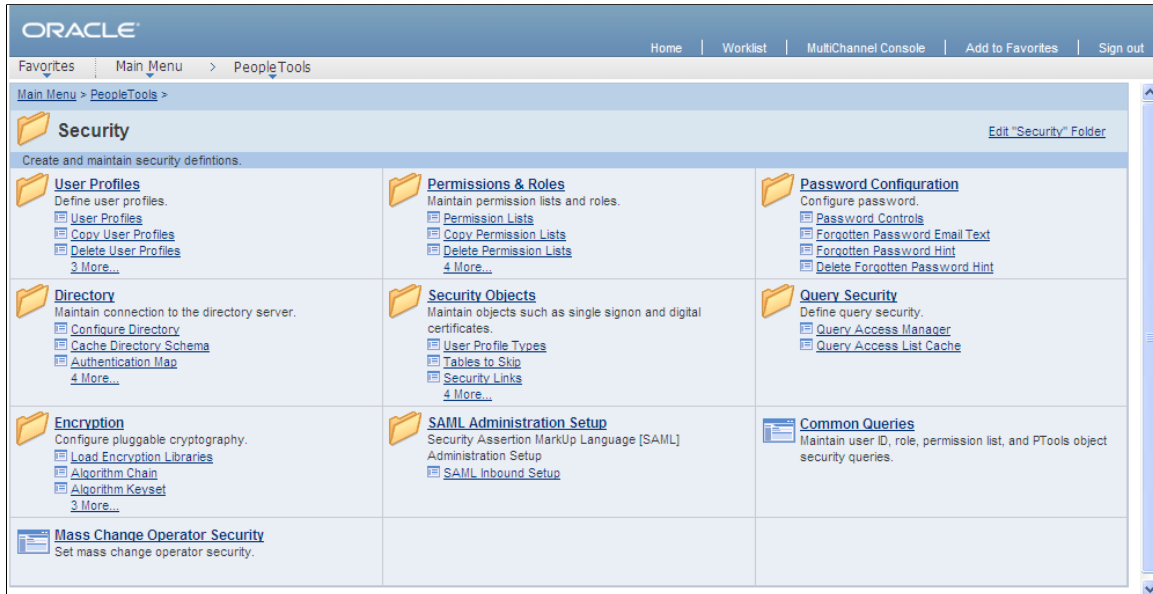 ORACLE
Home | Worklist | MultiChannel Console | Add to Favorites | Sign out
Favorites Main Menu > PeopleTools
Main Menu > PeopleTools >
Security
Edit "Security" Folder
Create and maintain security defintions.
User Profiles
Define user profiles.
User Profiles
Copy User Profiles
Delete User Profiles
3 More...
Permissions & Roles
Maintain permission lists and roles.
Permission Lists
Copy Permission Lists
Delete Permission Lists
4 More...
Password Configuration
Configure password.
Password Controls
Forgotten Password Email Text
Forgotten Password Hint
Delete Forgotten Password Hint
Directory
Maintain connection to the directory server.
Configure Directory
Cache Directory Schema
Authentication Map
4 More...
Security Objects
Maintain objects such as single signon and digital
certificates.
User Profile Types
Tables to Skip
Security Links
4 More...
Query Security
Define query security.
Query Access Manager
Query Access List Cache
Encryption
Configure pluggable cryptography.
Load Encryption Libraries
Algorithm Chain
Algorithm Keyset
3 More...
SAML Administration Setup
Security Assertion MarkUp Language [SAML]
Administration Setup
SAML Inbound Setup
Common Queries
Maintain user ID, role, permission list, and PTools object
security queries.
Mass Change Operator Security
Set mass change operator security.